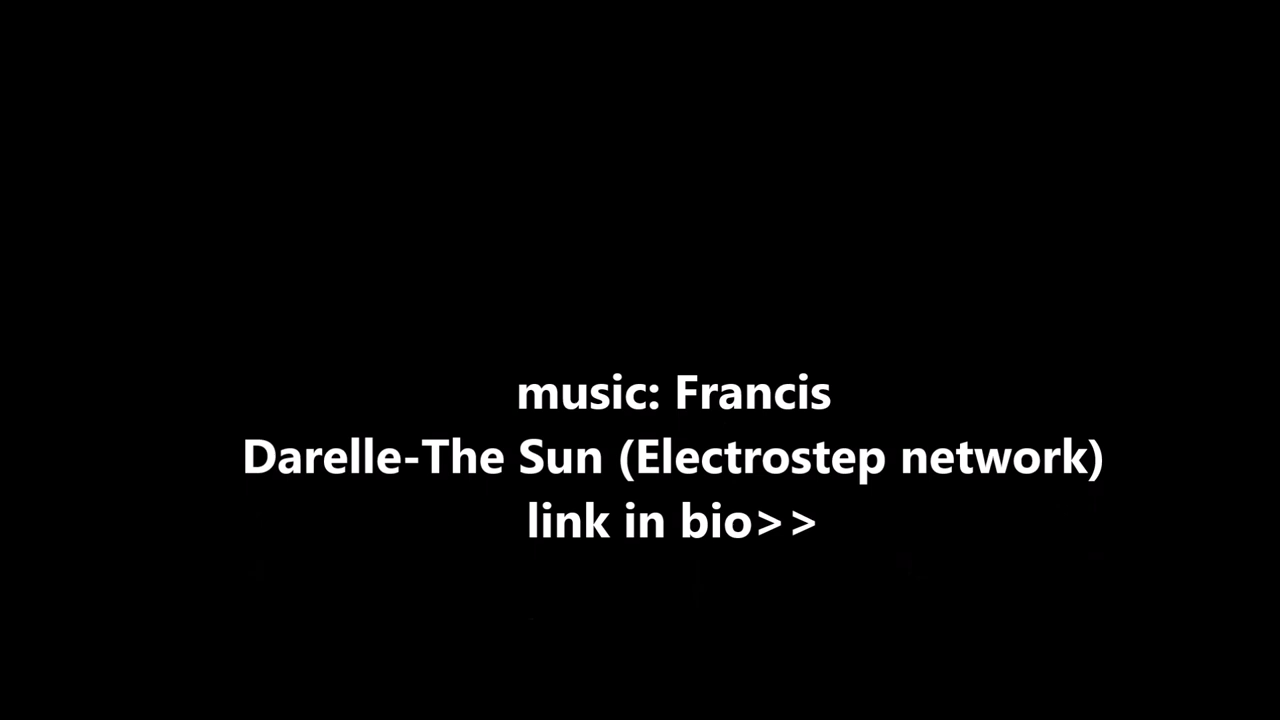 music: Francis
Darelle-The Sun (Electrostep network)
link in bio>>